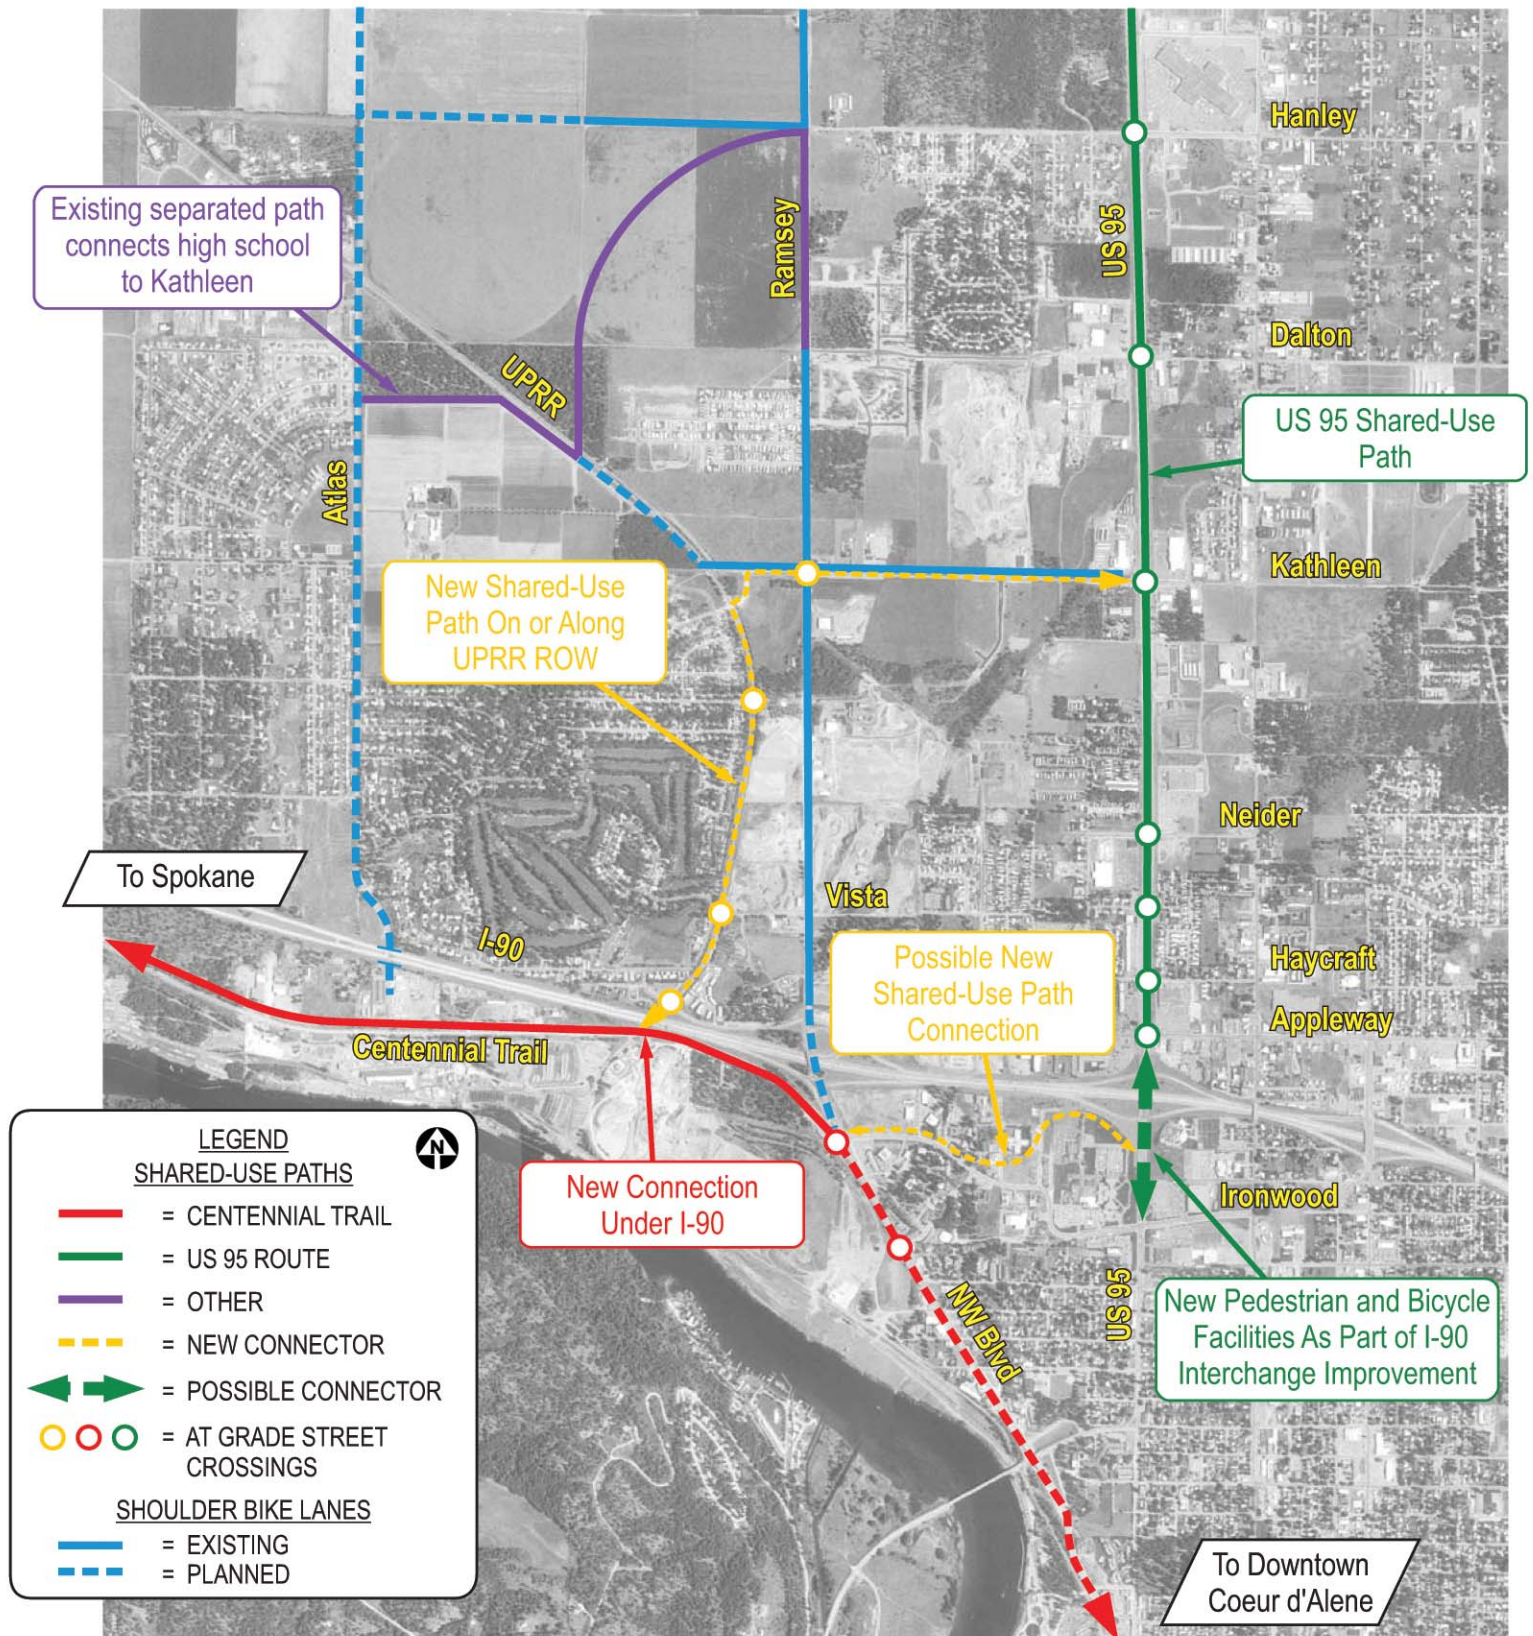 Hanley
Existing separated path
connects high school
to Kathleen
Ramsey
US 95
Dalton
UPRR
US 95 Shared-Use
Path
Atlas
Kathleen
New Shared-Use
Path On or Along
UPRR ROW
Neider
To Spokane
Vista
I-90
Possible New
Shared-Use Path
Connection
Haycraft
Appleway
Centennial Trail
New Connection
Under I-90
Ironwood
US 95
NW Blvd
New Pedestrian and Bicycle
Facilities As Part of I-90
Interchange Improvement
LEGEND
N
SHARED-USE PATHS
= CENTENNIAL TRAIL
= US 95 ROUTE
= OTHER
= NEW CONNECTOR
= POSSIBLE CONNECTOR
= AT GRADE STREET
CROSSINGS
SHOULDER BIKE LANES
= EXISTING
= PLANNED
To Downtown
Coeur d'Alene